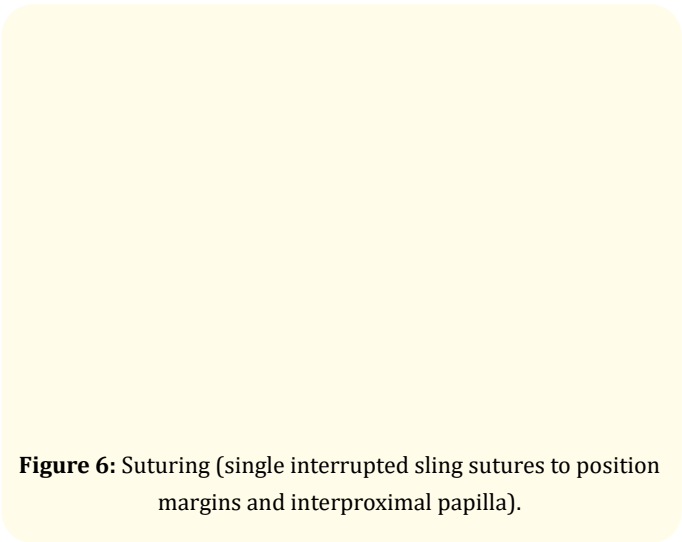 Figure 6: Suturing (single interrupted sling sutures to position
margins and interproximal papilla).